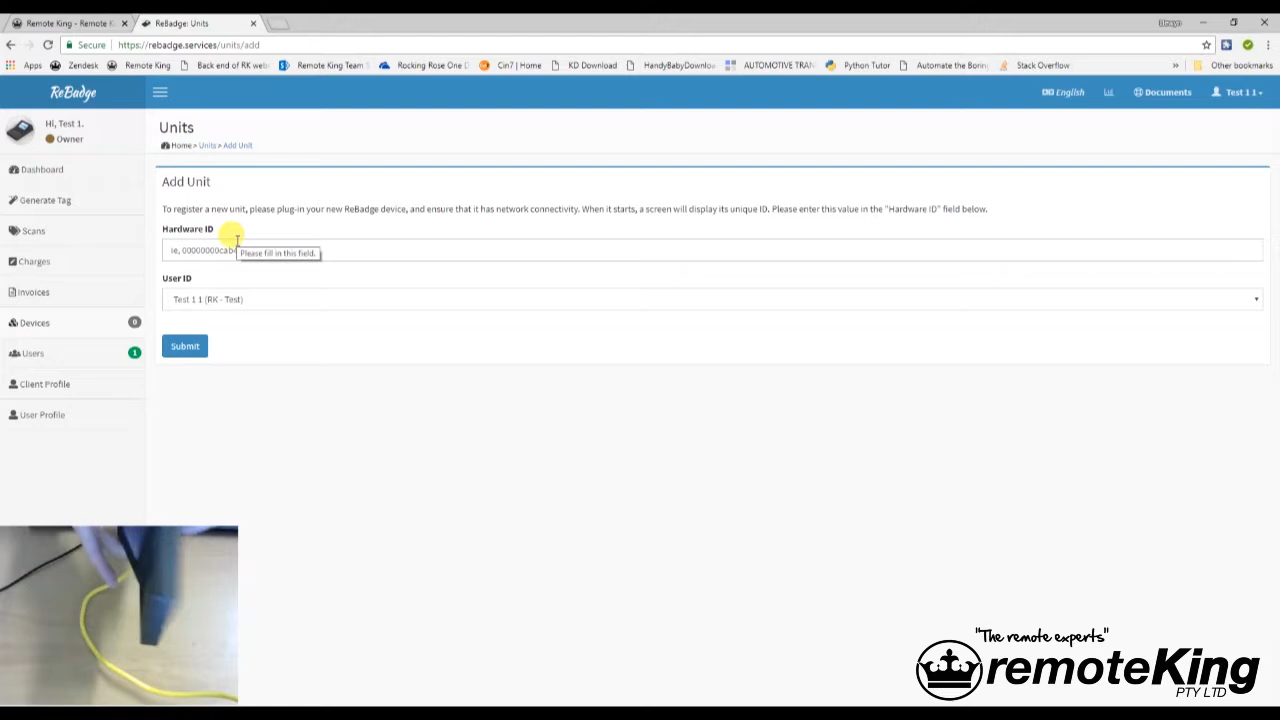 Remote King - Remote K
ReBadge: Units
Secure
https://rebadge.services/units/add
Apps
Zendesk
Remote King
Back end of RK web
Remote King Team S
Rocking Rose One D
Cin7 | Home
KD Download
HandyBabyDownlo
AUTOMOTIVE TRAN
Python Tutor
Automate the Borin
Stack Overflow
»
Other bookmarks
ReBadge
English
Documents
Test 1 1
Hi, Test 1.
Owner
Dashboard
Generate Tag
Scans
Charges
Invoices
Devices 0
Users 1
Client Profile
User Profile
Units
Home > Units > Add Unit
Add Unit
To register a new unit, please plug-in your new ReBadge device, and ensure that it has network connectivity. When it starts, a screen will display its unique ID. Please enter this value in the "Hardware ID" field below.
Hardware ID
ie, 00000000cab
Please fill in this field.
User ID
Test 1 1 (RK - Test)
Submit
"The remote experts"
remoteKing
PTY LTD